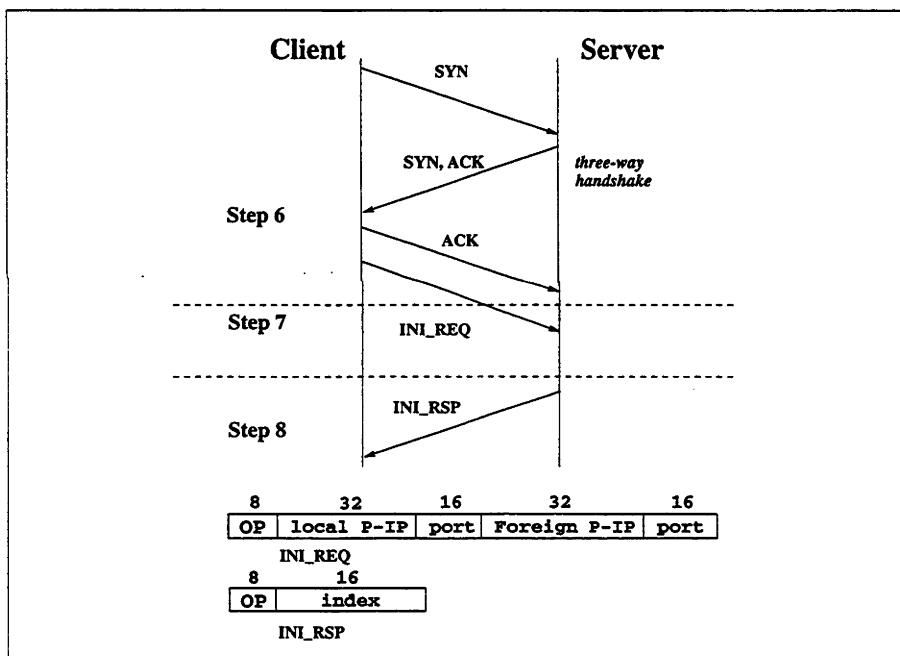 Client Server
SYN
SYN, ACK
three-way
handshake
Step 6
ACK
Step 7
INI_REQ
INI_RSP
Step 8
8 32 16 32 16
OP local P-IP port Foreign P-IP port
INI_REQ
8 16
OP index
INI_RSP